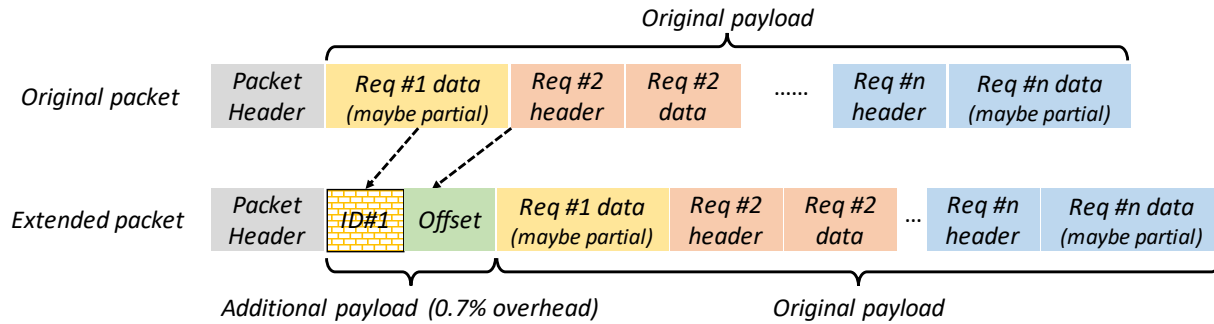 Original payload
Original packet
Packet
Header
Req #1 data
(maybe partial)
Req #2
header
Req #2
data
......
Req #n
header
Req #n data
(maybe partial)
Extended packet
Packet
Header
ID#1
Offset
Req #1 data
(maybe partial)
Req #2
header
Req #2
data
...
Req #n
header
Req #n data
(maybe partial)
Additional payload (0.7% overhead)
Original payload